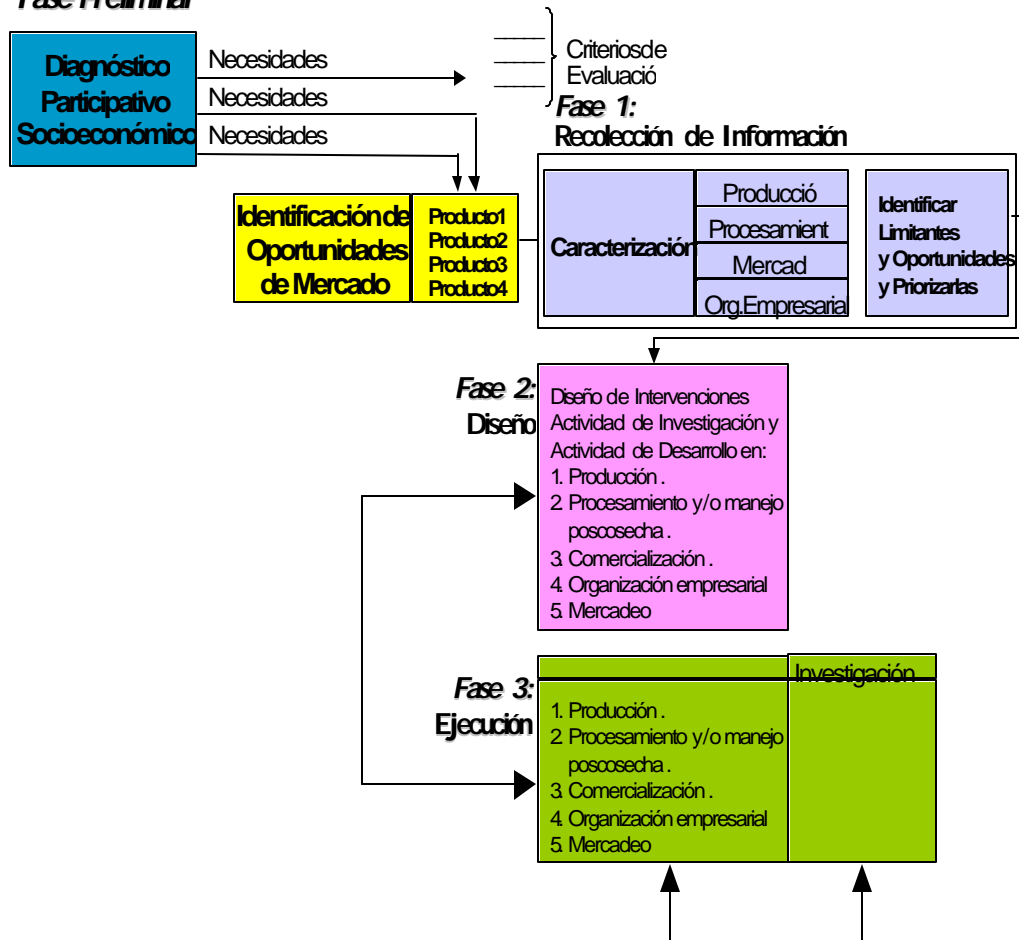 Fase Preliminar
Diagnóstico
Participativo
Socioeconómico
Necesidades
Necesidades
Necesidades
Criteriosde
Evaluació
Fase 1:
Recolección de Información
Identificaciónde
Oportunidades
de Mercado
Producto1
Producto2
Producto3
Producto4
Caracterización
Producció
Procesamient
Mercad
Org.Empresarial
Identificar
Limitantes
y Oportunidades
y Priorizarlas
Fase 2:
Diseño
Diseño de Intervenciones
Actividad de Investigación y
Actividad de Desarrollo en:
1. Producción .
2. Procesamiento y/o manejo
poscosecha .
3. Comercialización .
4. Organización empresarial
5. Mercadeo
Fase 3:
Ejecución
Investigación
1. Producción .
2. Procesamiento y/o manejo
poscosecha .
3. Comercialización .
4. Organización empresarial
5. Mercadeo